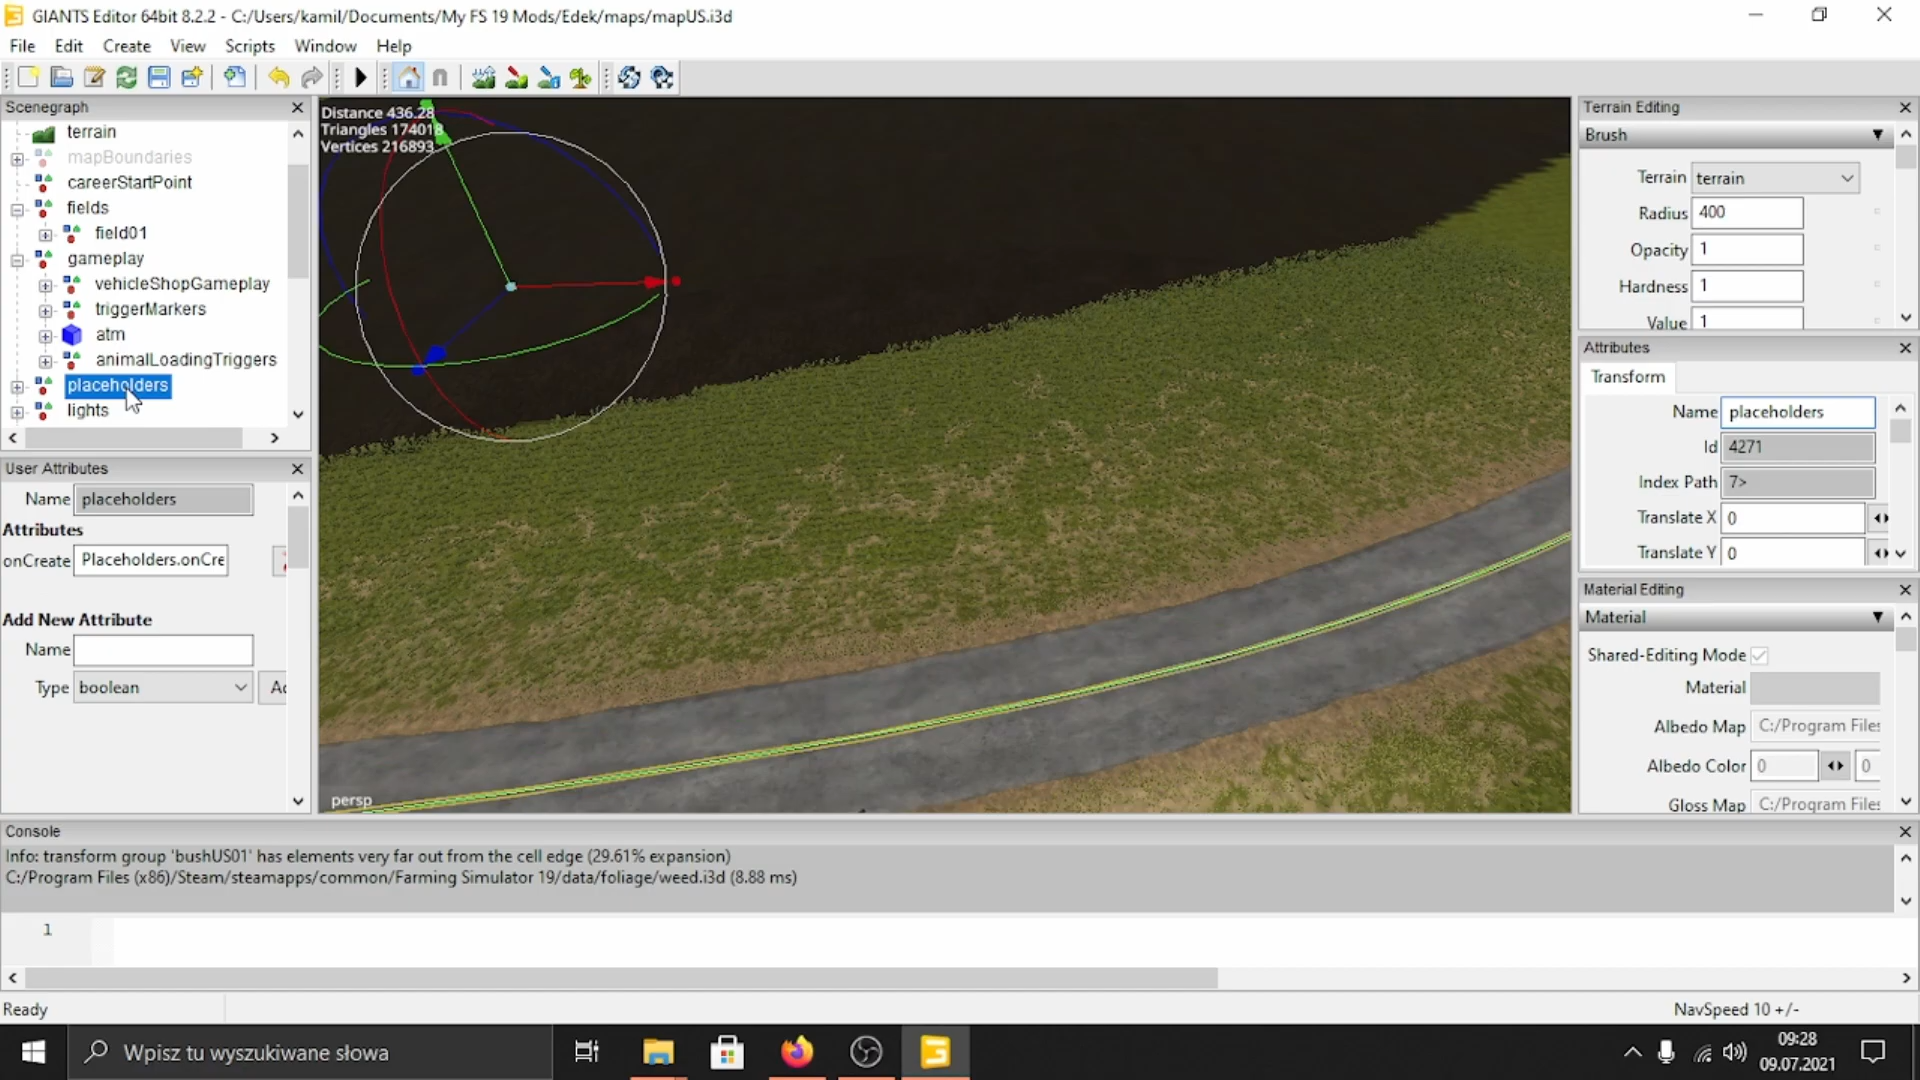 GIANTS Editor 64bit 8.2.2 - C:/Users/kamil/Documents/My FS 19 Mods/Edek/maps/mapUS.i3d
File Edit Create View Scripts Window Help
Scenegraph
terrain
mapBoundaries
careerStartPoint
fields
field01
gameplay
vehicleShopGameplay
triggerMarkers
atm
animalLoadingTriggers
placeholders
lights
User Attributes
Name placeholders
Attributes
onCreate Placeholders.onCre
Add New Attribute
Name
Type boolean
Ac
Distance 436.28
Triangles 174018
Vertices 216893
persp
Terrain Editing
Brush
Terrain terrain
Radius 400
Opacity 1
Hardness 1
Value 1
Attributes
Transform
Name placeholders
Id 4271
Index Path 7>
Translate X 0
Translate Y 0
Material Editing
Material
Shared-Editing Mode
Material
Albedo Map C:/Program Files
Albedo Color 0 0
Gloss Map C:/Program Files
Console
Info: transform group 'bushUS01' has elements very far out from the cell edge (29.61% expansion)
C:/Program Files (x86)/Steam/steamapps/common/Farming Simulator 19/data/foliage/weed.i3d (8.88 ms)
1
Ready
NavSpeed 10 +/-
Wpisz tu wyszukiwane słowa
09:28
09.07.2021